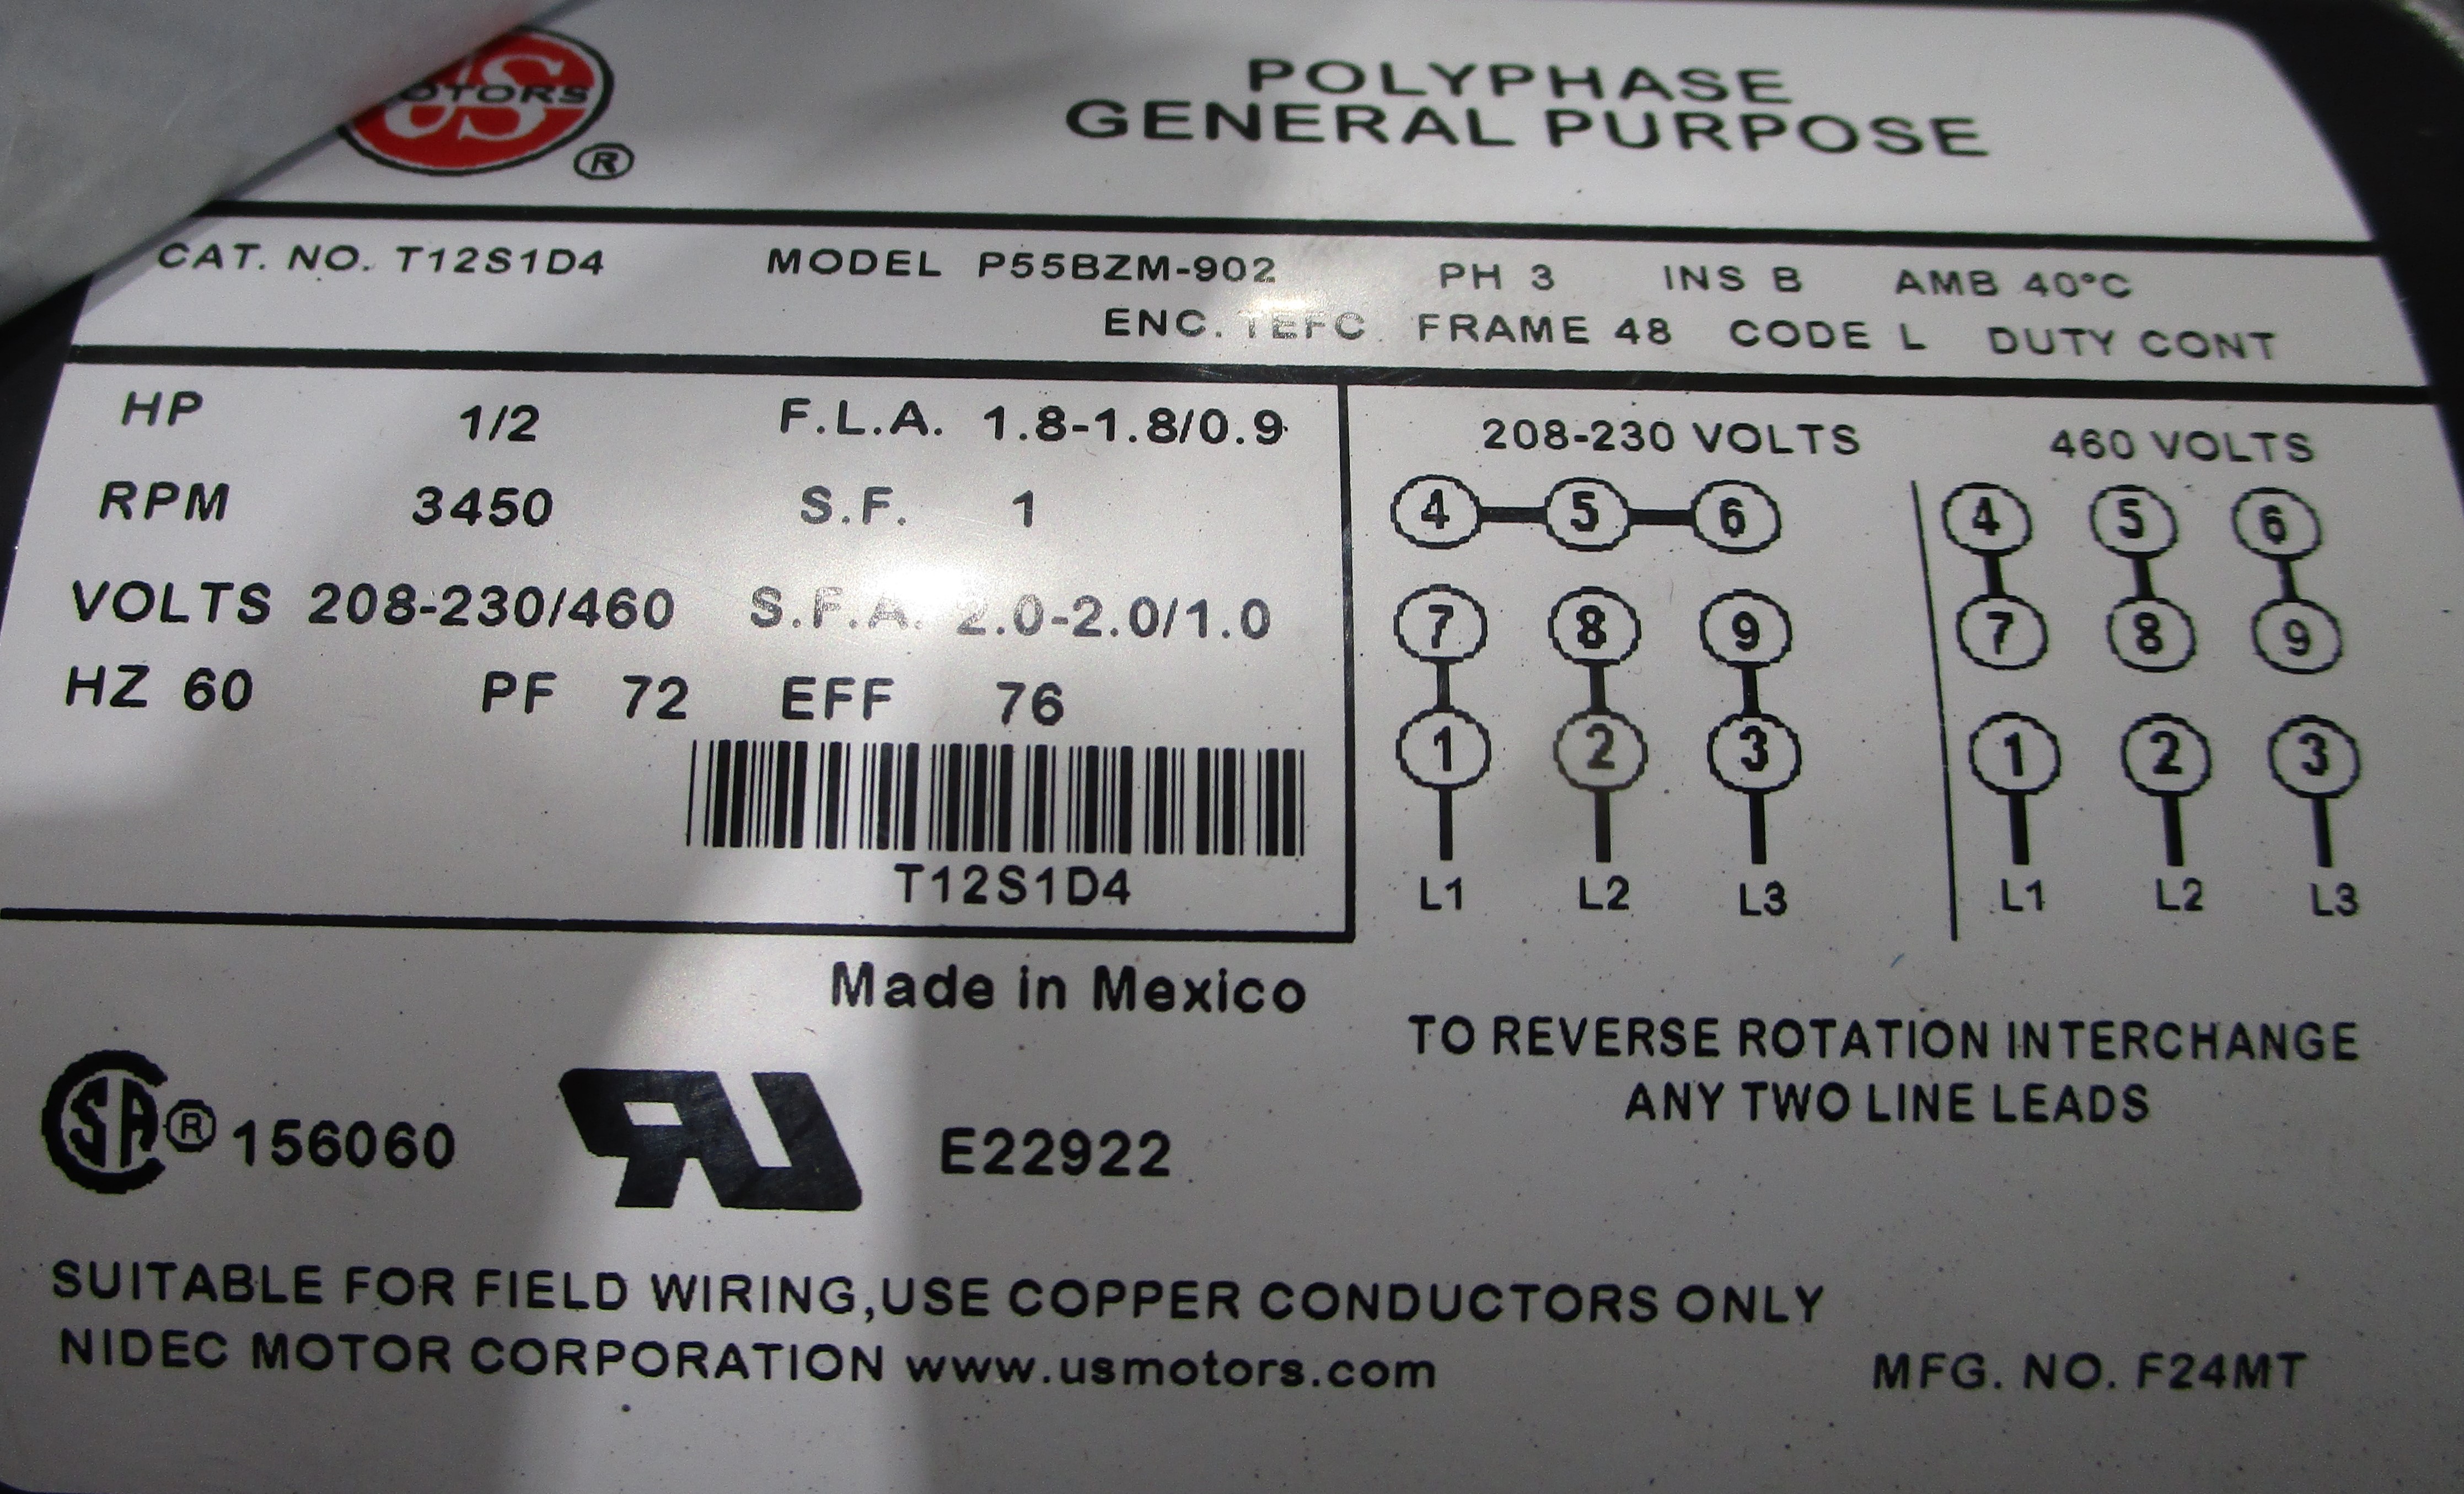 US
MOTORS
®
POLYPHASE
GENERAL PURPOSE
CAT. NO. T12S1D4 MODEL P55BZM-902 PH 3 INS B AMB 40°C
ENC. TEFC FRAME 48 CODE L DUTY CONT
HP 1/2 F.L.A. 1.8-1.8/0.9
RPM 3450 S.F. 1
VOLTS 208-230/460 S.F.A. 2.0-2.0/1.0
HZ 60 PF 72 EFF 76
T12S1D4
208-230 VOLTS
4 5 6
7 8 9
1 2 3
L1 L2 L3
460 VOLTS
4 5 6
7 8 9
1 2 3
L1 L2 L3
Made in Mexico
TO REVERSE ROTATION INTERCHANGE
ANY TWO LINE LEADS
SA® 156060
RU E22922
SUITABLE FOR FIELD WIRING,USE COPPER CONDUCTORS ONLY
NIDEC MOTOR CORPORATION www.usmotors.com MFG. NO. F24MT